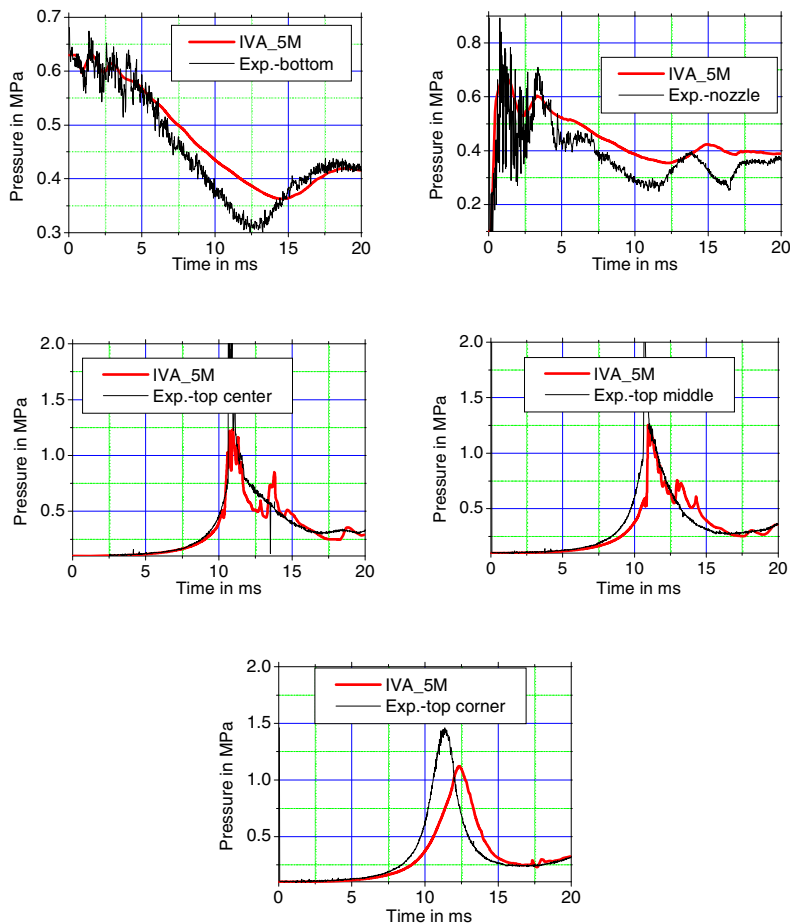 0.7
0.6
0.5
0.4
0.3
Pressure in MPa
IVA_5M
Exp.-bottom
0 5 10 15 20
Time in ms
0.8
0.6
0.4
0.2
Pressure in MPa
IVA_5M
Exp.-nozzle
0 5 10 15 20
Time in ms
2.0
1.5
1.0
0.5
Pressure in MPa
IVA_5M
Exp.-top center
0 5 10 15 20
Time in ms
2.0
1.5
1.0
0.5
Pressure in MPa
IVA_5M
Exp.-top middle
0 5 10 15 20
Time in ms
2.0
1.5
1.0
0.5
Pressure in MPa
IVA_5M
Exp.-top corner
0 5 10 15 20
Time in ms